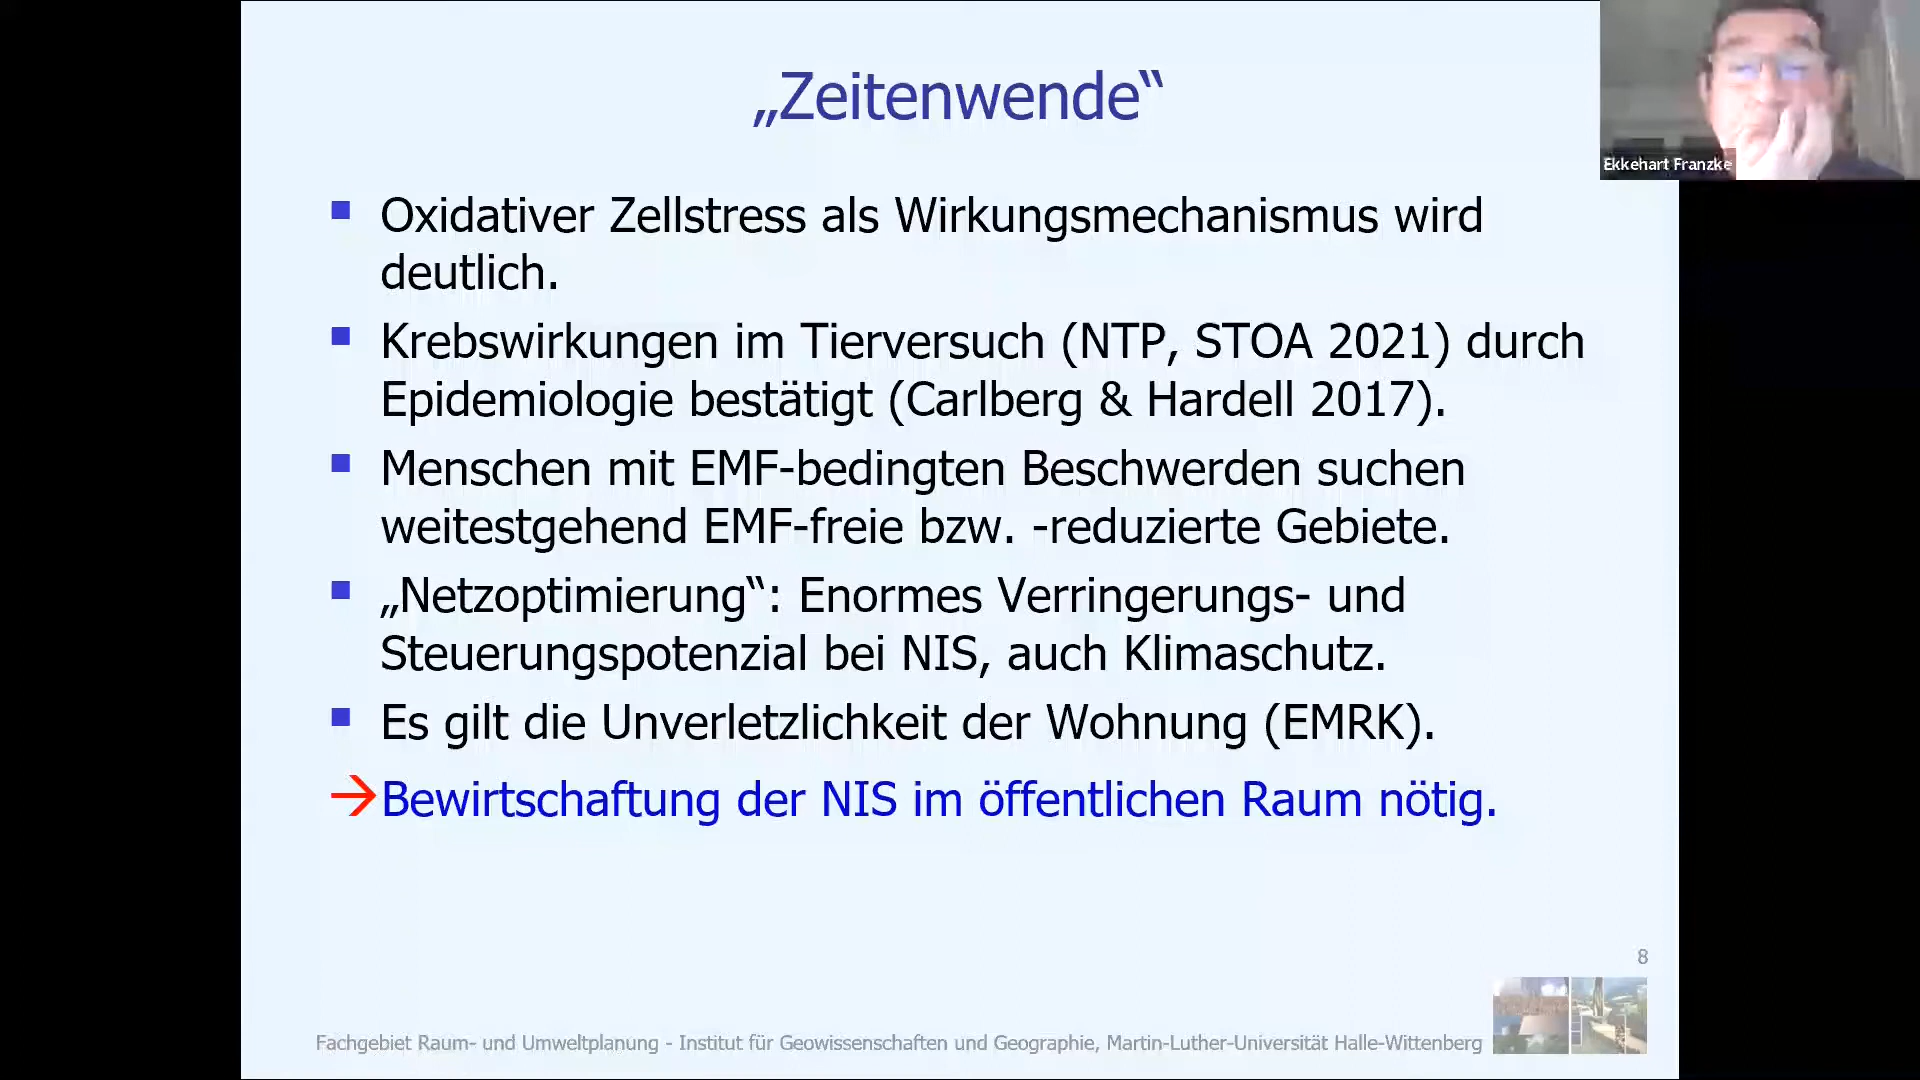 „Zeitenwende“
Ekkehart Franzke
Oxidativer Zellstress als Wirkungsmechanismus wird
deutlich.
Krebswirkungen im Tierversuch (NTP, STOA 2021) durch
Epidemiologie bestätigt (Carlberg & Hardell 2017).
Menschen mit EMF-bedingten Beschwerden suchen
weitestgehend EMF-freie bzw. -reduzierte Gebiete.
„Netzoptimierung“: Enormes Verringerungs- und
Steuerungspotenzial bei NIS, auch Klimaschutz.
Es gilt die Unverletzlichkeit der Wohnung (EMRK).
→Bewirtschaftung der NIS im öffentlichen Raum nötig.
8
Fachgebiet Raum- und Umweltplanung - Institut für Geowissenschaften und Geographie, Martin-Luther-Universität Halle-Wittenberg